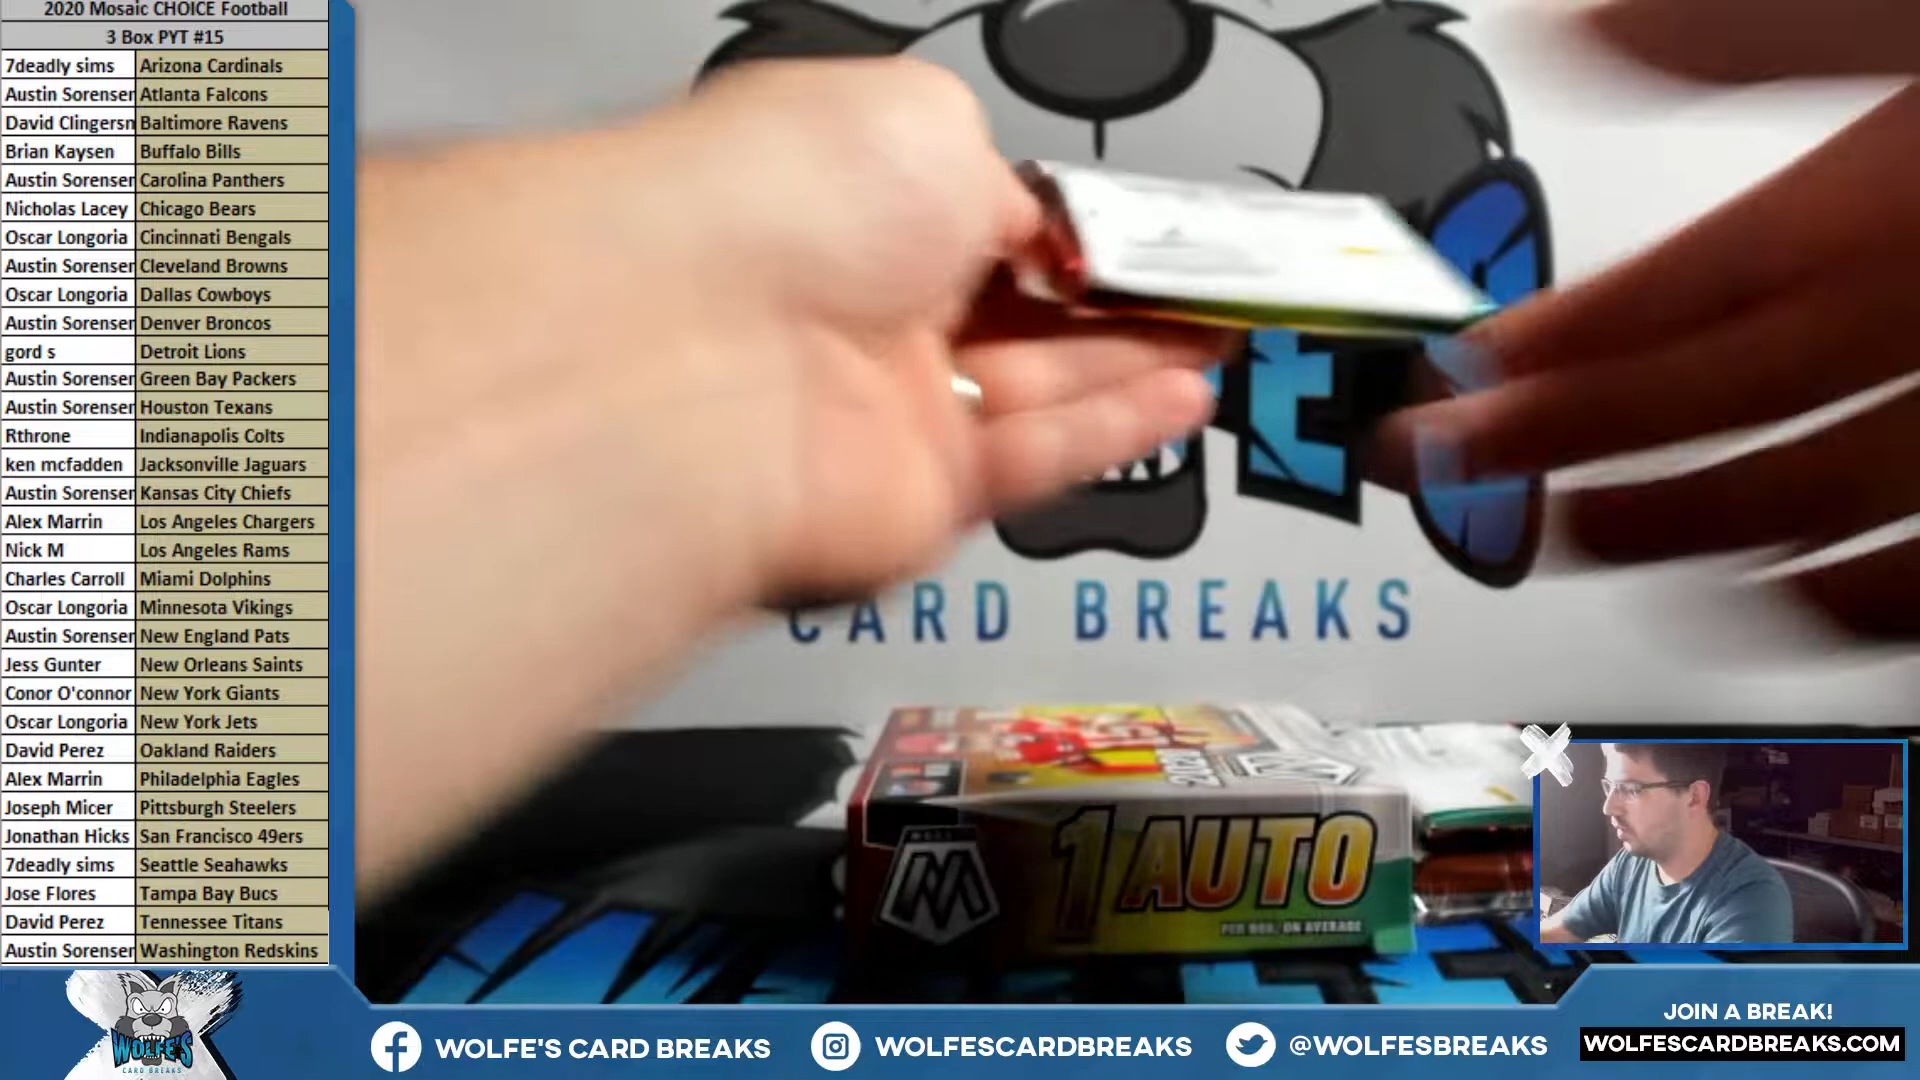 2020 Mosaic CHOICE Football
3 Box PYT #15
7deadly sims Arizona Cardinals
Austin Sorenser Atlanta Falcons
David Clingersn Baltimore Ravens
Brian Kaysen Buffalo Bills
Austin Sorenser Carolina Panthers
Nicholas Lacey Chicago Bears
Oscar Longoria Cincinnati Bengals
Austin Sorenser Cleveland Browns
Oscar Longoria Dallas Cowboys
Austin Sorenser Denver Broncos
gord s Detroit Lions
Austin Sorenser Green Bay Packers
Austin Sorenser Houston Texans
Rthrone Indianapolis Colts
ken mcfadden Jacksonville Jaguars
Austin Sorenser Kansas City Chiefs
Alex Marrin Los Angeles Chargers
Nick M Los Angeles Rams
Charles Carroll Miami Dolphins
Oscar Longoria Minnesota Vikings
Austin Sorenser New England Pats
Jess Gunter New Orleans Saints
Conor O'connor New York Giants
Oscar Longoria New York Jets
David Perez Oakland Raiders
Alex Marrin Philadelphia Eagles
Joseph Micer Pittsburgh Steelers
Jonathan Hicks San Francisco 49ers
7deadly sims Seattle Seahawks
Jose Flores Tampa Bay Bucs
David Perez Tennessee Titans
Austin Sorenser Washington Redskins
CARD BREAKS
2020
1 AUTO
PER BOX, ON AVERAGE
WOLFE'S
CARD BREAKS
WOLFE'S CARD BREAKS
WOLFESCARDBREAKS
@WOLFESBREAKS
JOIN A BREAK!
WOLFESCARDBREAKS.COM